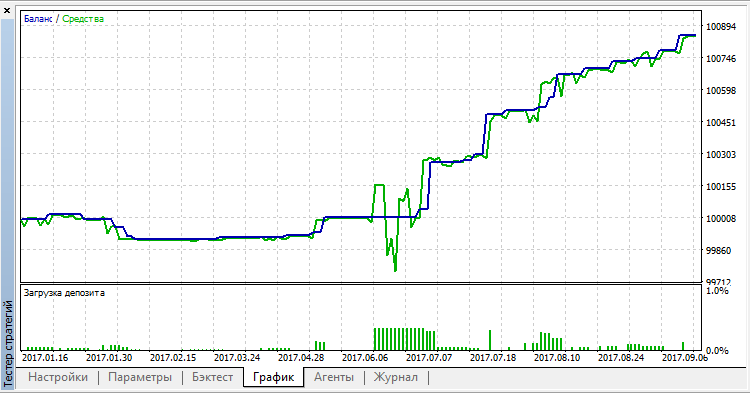 Баланс / Средства
100894
100746
100598
100451
100303
100155
100008
99860
99712
Загрузка депозита
1.0%
0.0%
2017.01.16 2017.01.30 2017.02.15 2017.03.24 2017.04.28 2017.06.06 2017.07.07 2017.07.18 2017.08.10 2017.08.24 2017.09.06
Тестер стратегий
Настройки Параметры Бэктест График Агенты Журнал